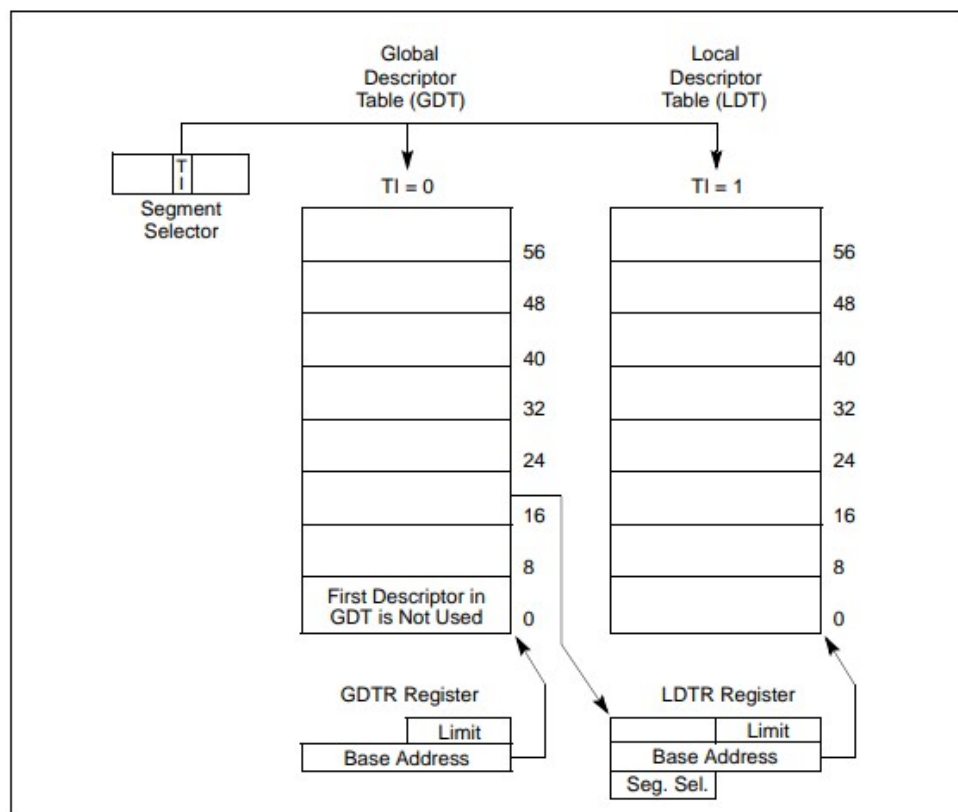 Global
Descriptor
Table (GDT)
Local
Descriptor
Table (LDT)
T
I
Segment
Selector
TI = 0
TI = 1
56
48
40
32
24
16
8
0
First Descriptor in
GDT is Not Used
56
48
40
32
24
16
8
0
GDTR Register
Limit
Base Address
LDTR Register
Limit
Base Address
Seg. Sel.